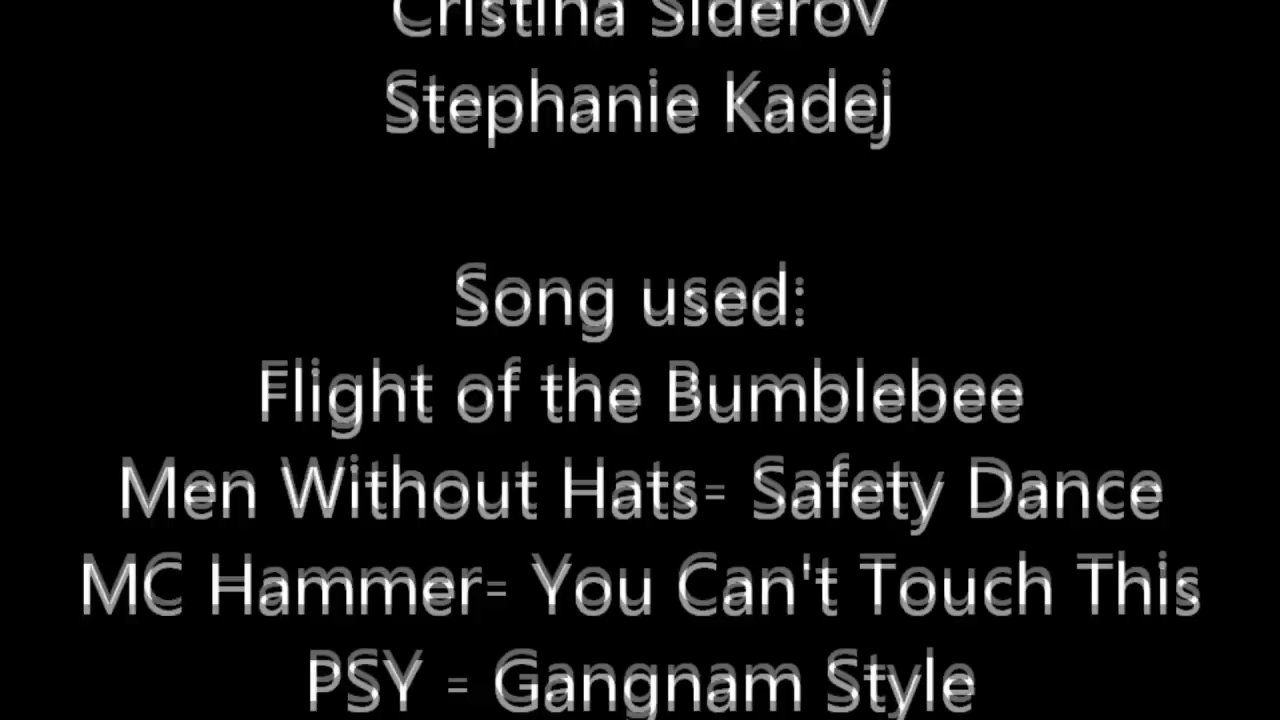 Cristina Siderov
Stephanie Kadej
Song used:
Flight of the Bumblebee
Men Without Hats- Safety Dance
MC Hammer- You Can't Touch This
PSY - Gangnam Style